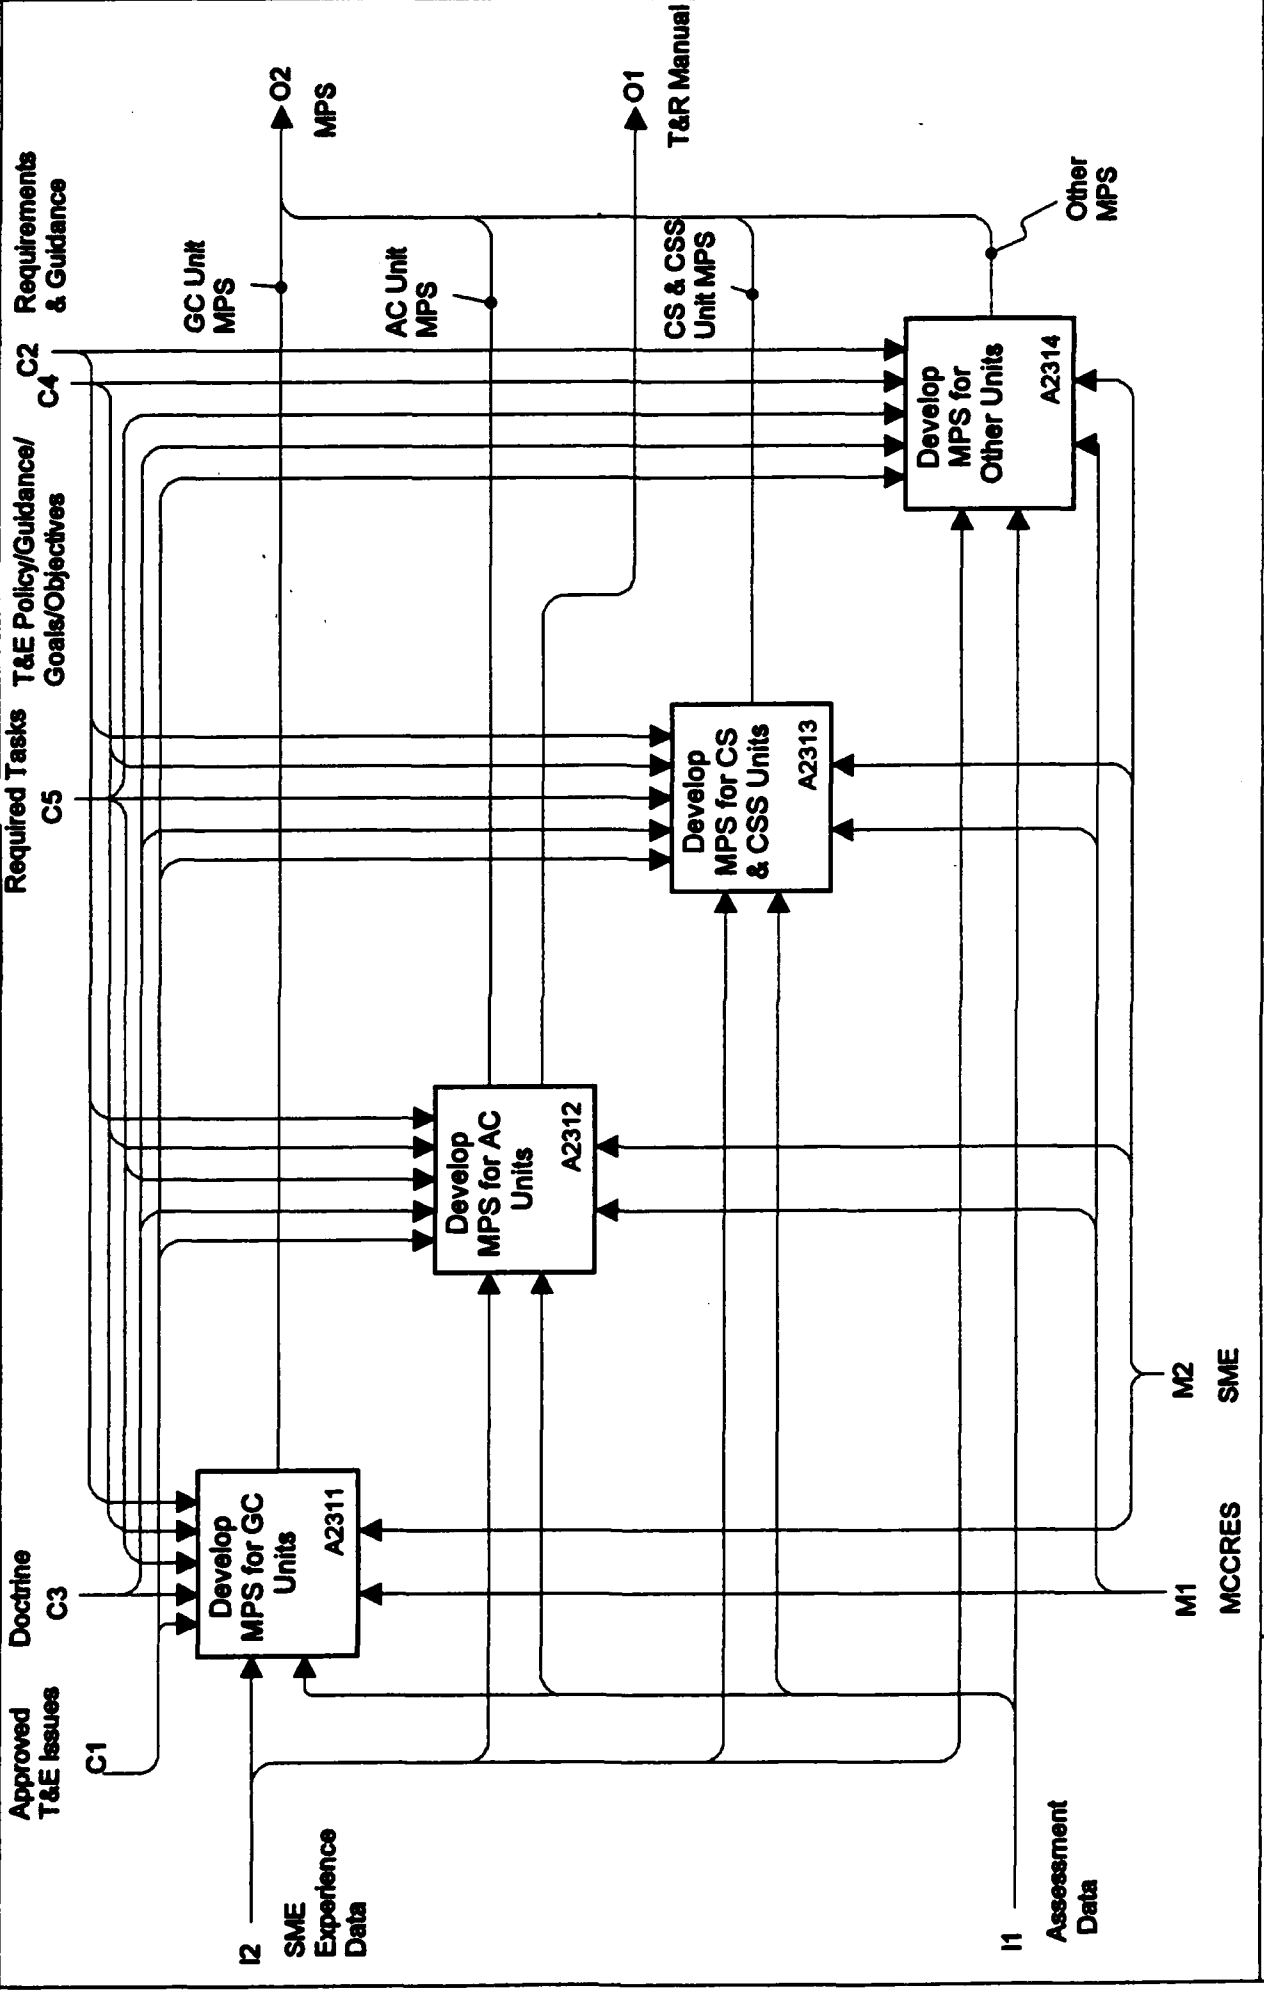 Approved
T&E Issues
C1
Doctrine
C3
Required Tasks
C5
T&E Policy/Guidance/
Goals/Objectives
C4
C2
Requirements
& Guidance
I2
SME
Experience
Data
I1
Assessment
Data
Develop
MPS for GC
Units
A2311
Develop
MPS for AC
Units
A2312
Develop
MPS for CS
& CSS Units
A2313
Develop
MPS for
Other Units
A2314
GC Unit
MPS
AC Unit
MPS
CS & CSS
Unit MPS
Other
MPS
O2
MPS
O1
T&R Manual
M1
MCCRES
M2
SME